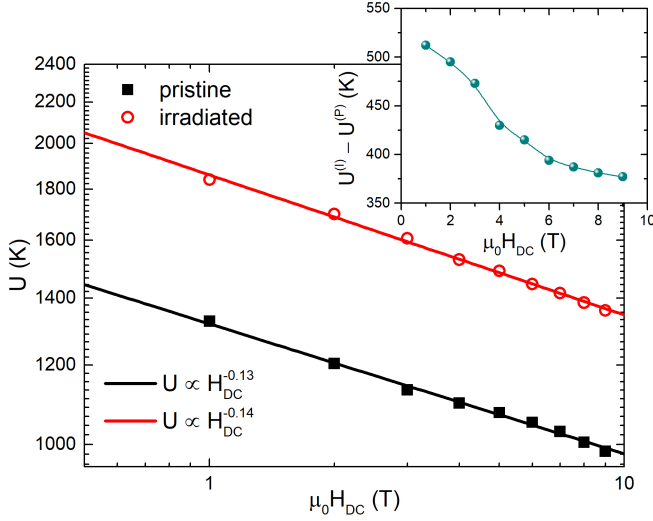 550
500
450
400
350
0 2 4 6 8 10
U^(I) – U^(P) (K)
μ₀H_DC (T)
2400
2200
2000
1800
1600
1400
1200
1000
U (K)
pristine
irradiated
U ∝ H_DC^-0.13
U ∝ H_DC^-0.14
1 10
μ₀H_DC (T)